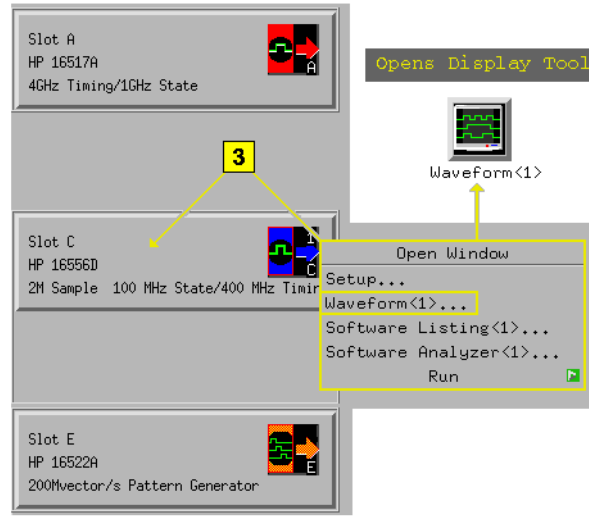 Slot A
HP 16517A
4GHz Timing/1GHz State
A
Opens Display Tool
Waveform<1>
3
Slot C
HP 16556D
2M Sample 100 MHz State/400 MHz Timin
1
C
Open Window
Setup...
Waveform<1>...
Software Listing<1>...
Software Analyzer<1>...
Run
Slot E
HP 16522A
200Mvector/s Pattern Generator
E